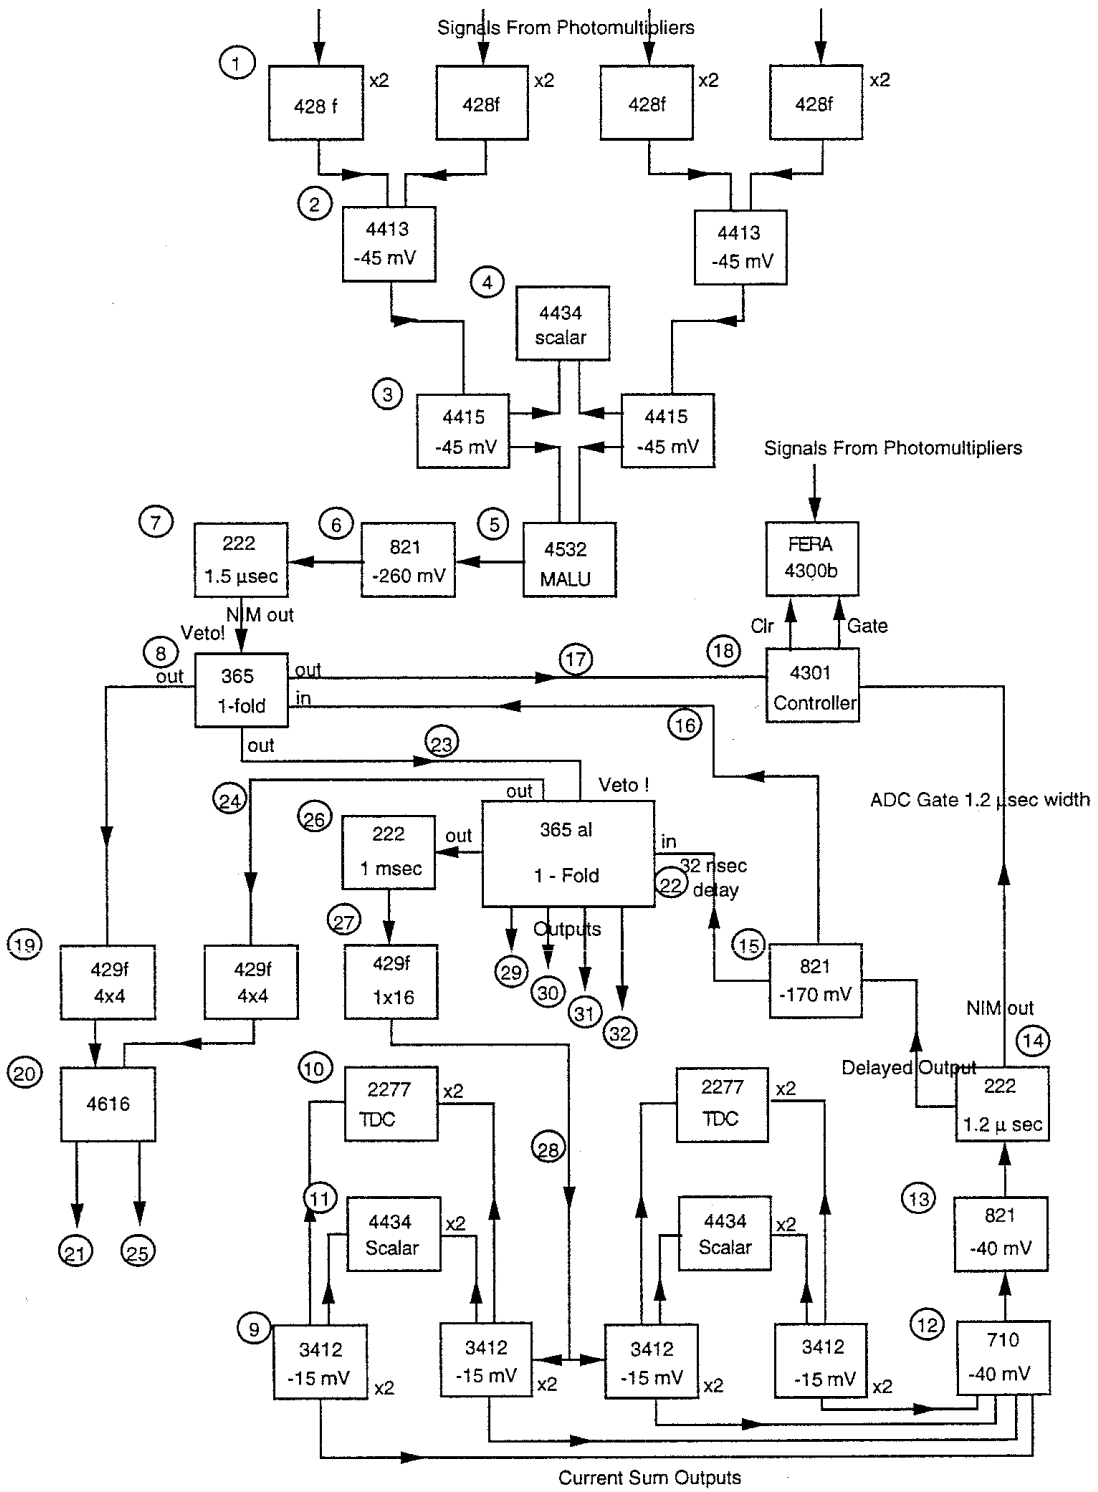 Signals From Photomultipliers
1
428 f
x2
428f
x2
428f
x2
428f
x2
2
4413
-45 mV
4413
-45 mV
4
4434
scalar
3
4415
-45 mV
4415
-45 mV
Signals From Photomultipliers
7
222
1.5 µsec
6
821
-260 mV
5
4532
MALU
FERA
4300b
NIM out
Veto!
Clr
Gate
8
out
365
1-fold
out
in
17
18
4301
Controller
16
out
23
24
out
Veto !
ADC Gate 1.2 µsec width
26
222
1 msec
out
365 al
1 - Fold
in
32 nsec
delay
22
27
Outputs
19
429f
4x4
429f
4x4
429f
1x16
29
30
31
32
15
821
-170 mV
NIM out
14
20
4616
10
2277
TDC
x2
2277
TDC
x2
Delayed Output
222
1.2 µ sec
28
11
4434
Scalar
x2
4434
Scalar
x2
13
821
-40 mV
21
25
9
3412
-15 mV
x2
3412
-15 mV
x2
3412
-15 mV
x2
3412
-15 mV
x2
12
710
-40 mV
Current Sum Outputs